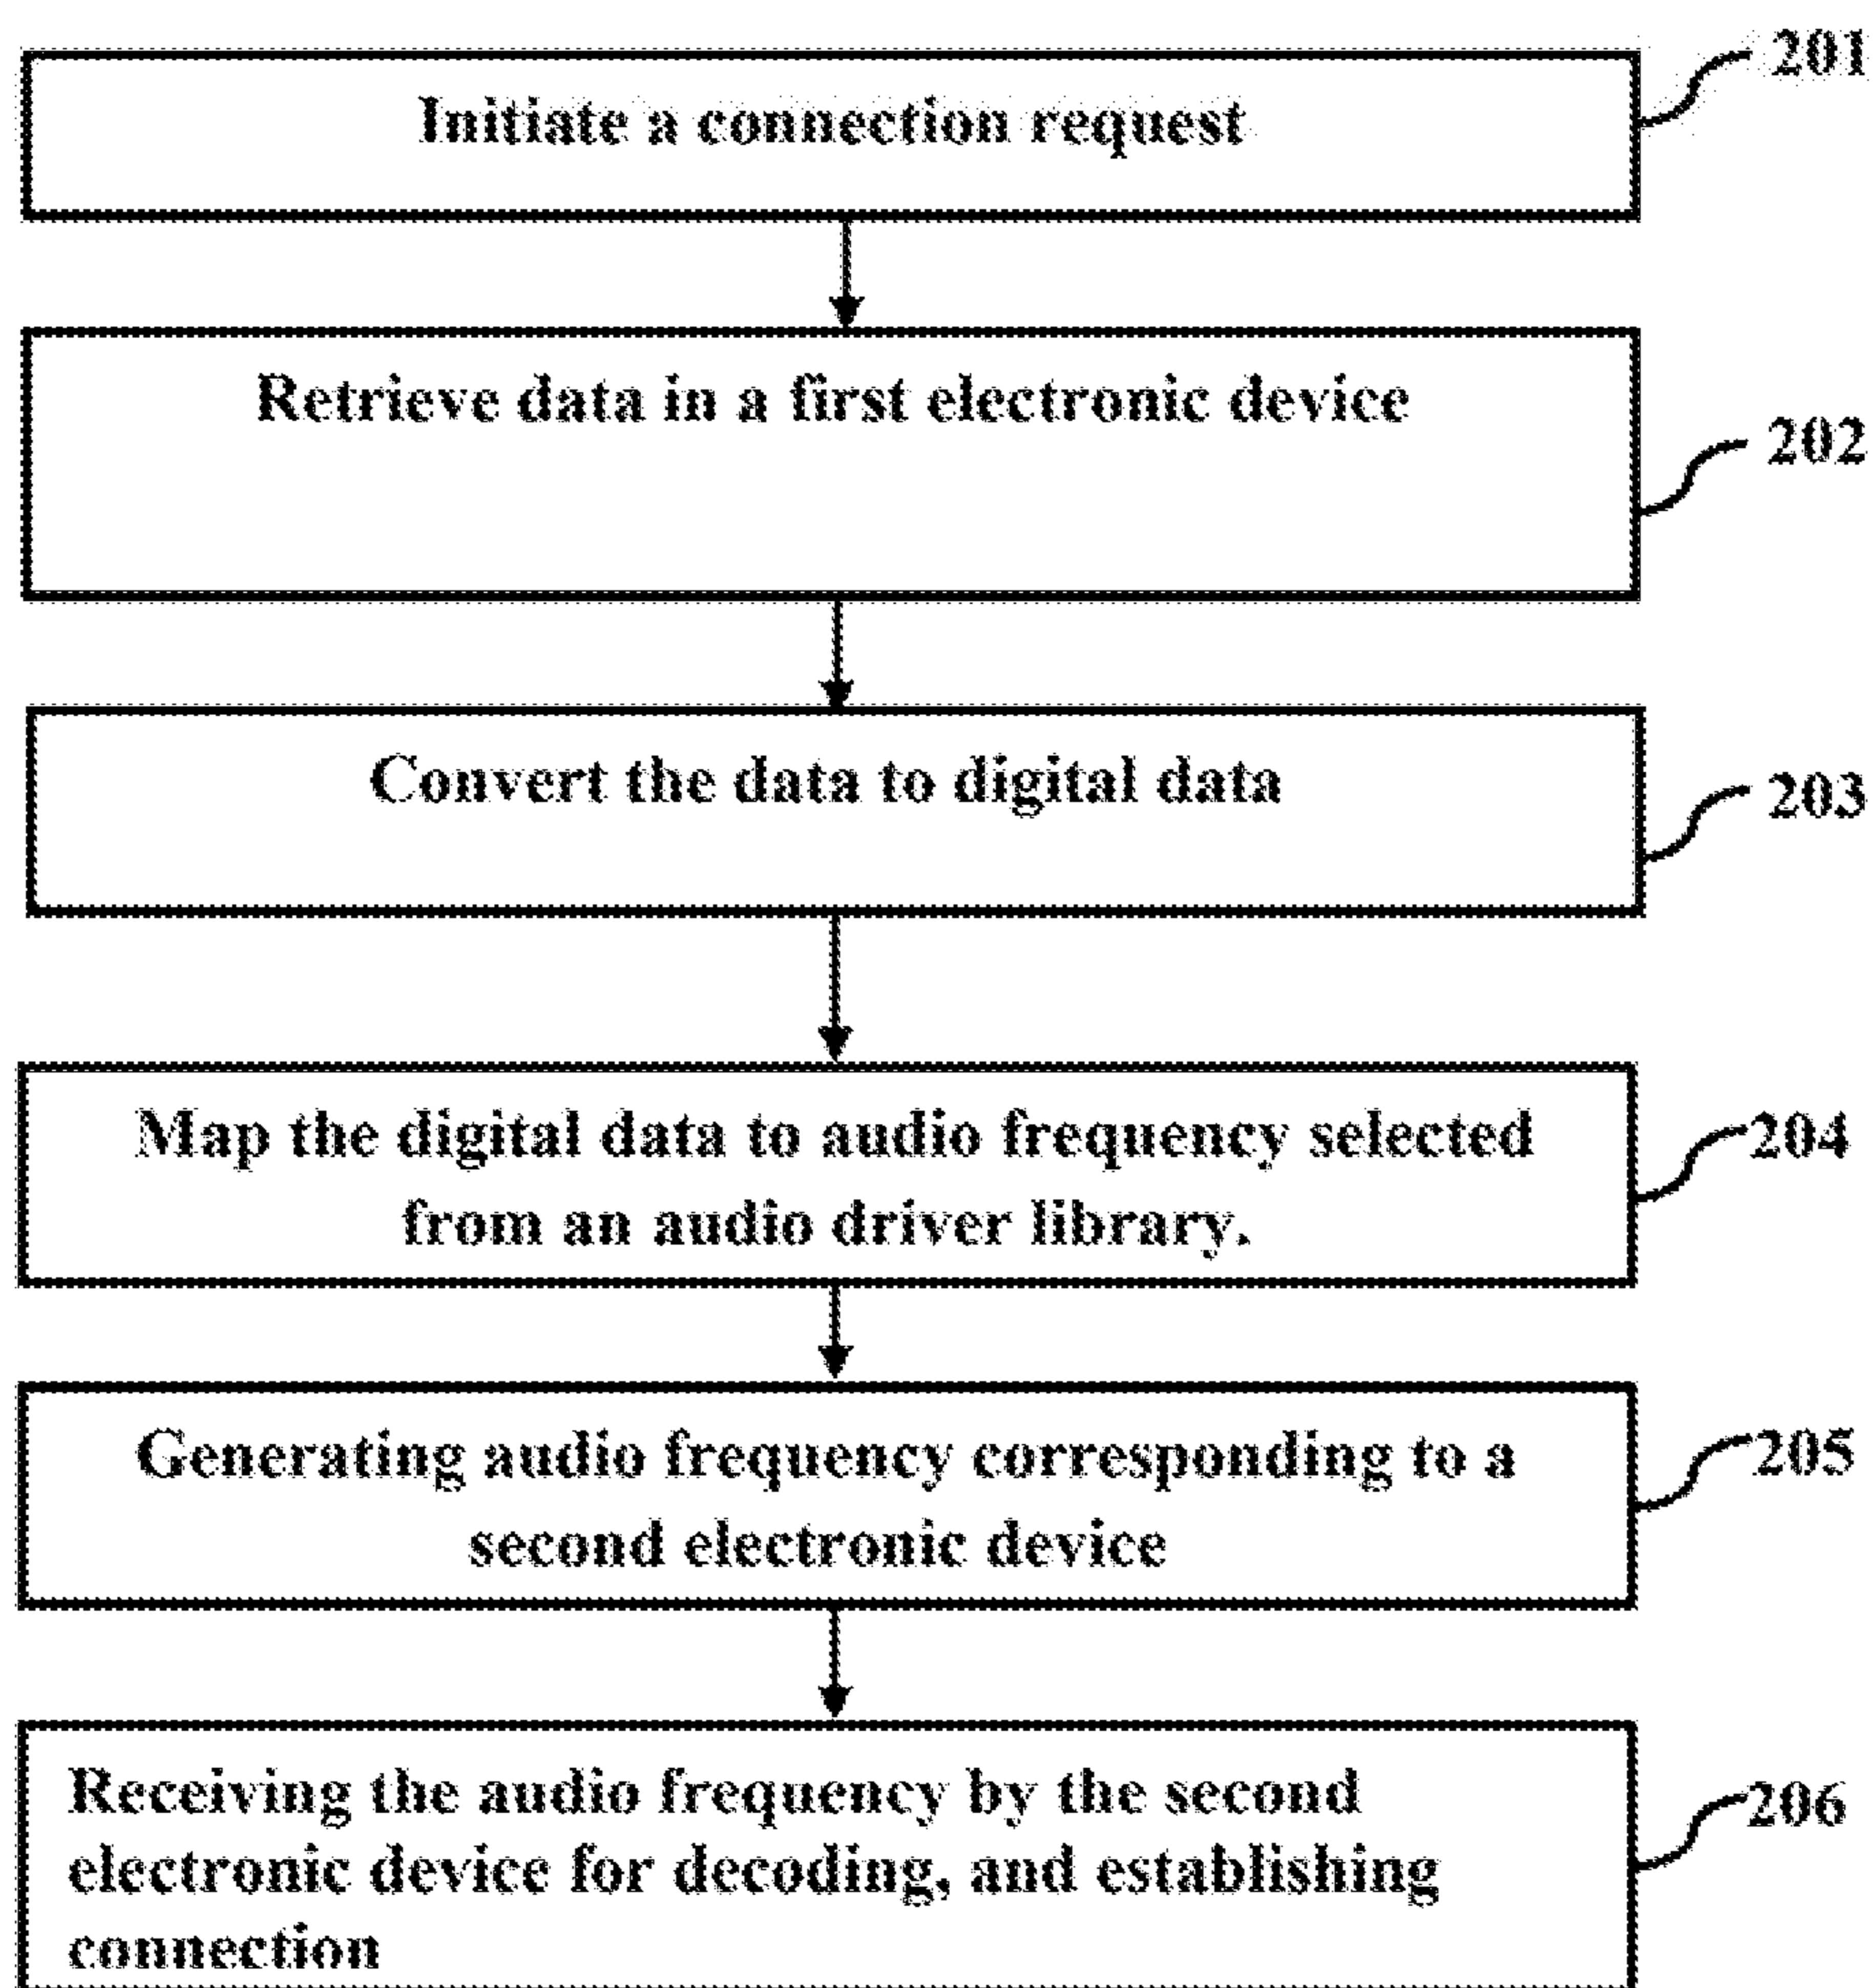 201
Initiate a connection request
Retrieve data in a first electronic device
202
Convert the data to digital data
203
Map the digital data to audio frequency selected
204
from an audio driver library.
Generating audio frequency corresponding to a
205
second electronic device
Receiving the audio frequency by the second
206
electronic device for decoding, and establishing
connection